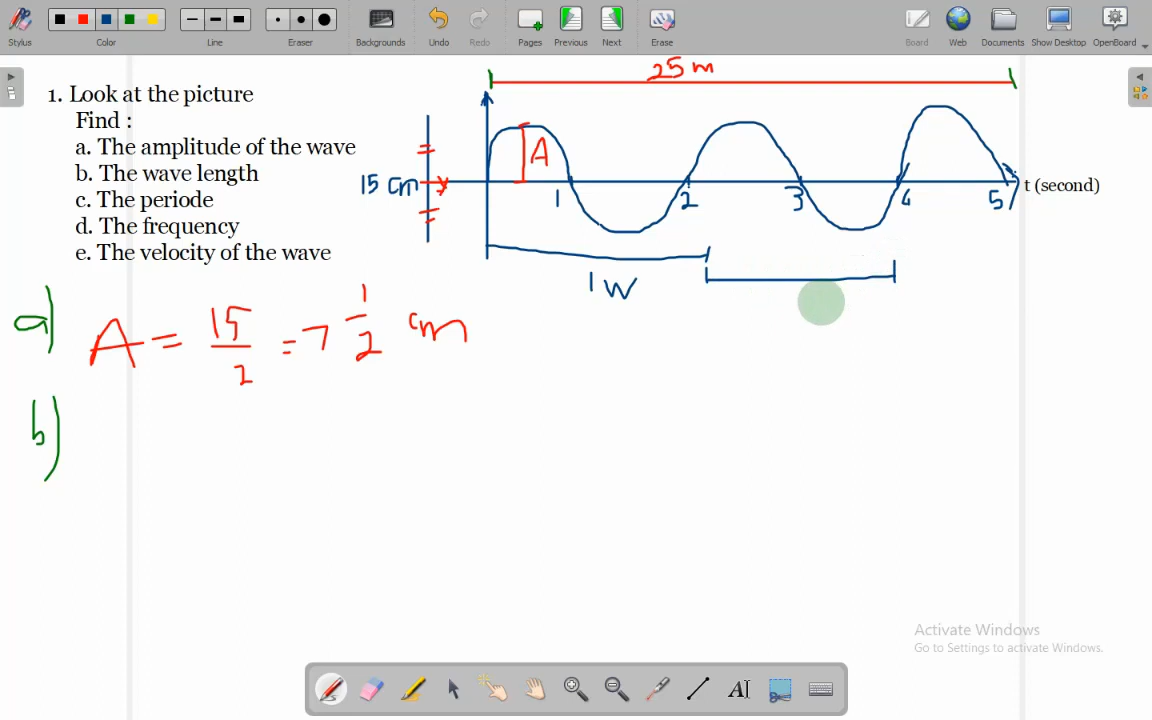 Stylus
Color
Line
Eraser
Backgrounds
Undo
Redo
Pages
Previous
Next
Erase
Board
Web
Documents
Show Desktop
OpenBoard
25 m
1. Look at the picture
Find :
a. The amplitude of the wave
b. The wave length
c. The periode
d. The frequency
e. The velocity of the wave
A
15 cm
1 2 3 4 5
t (second)
1 W
a) A = 15/2 = 7 1/2 cm
b)
Activate Windows
Go to Settings to activate Windows.
AI